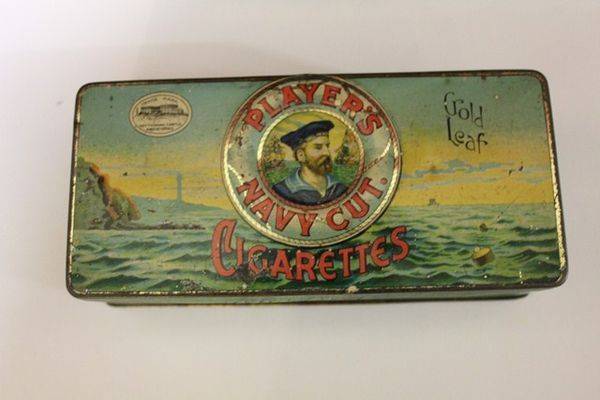 PLAYER'S
NAVY CUT.
CIGARETTES
Gold
Leaf